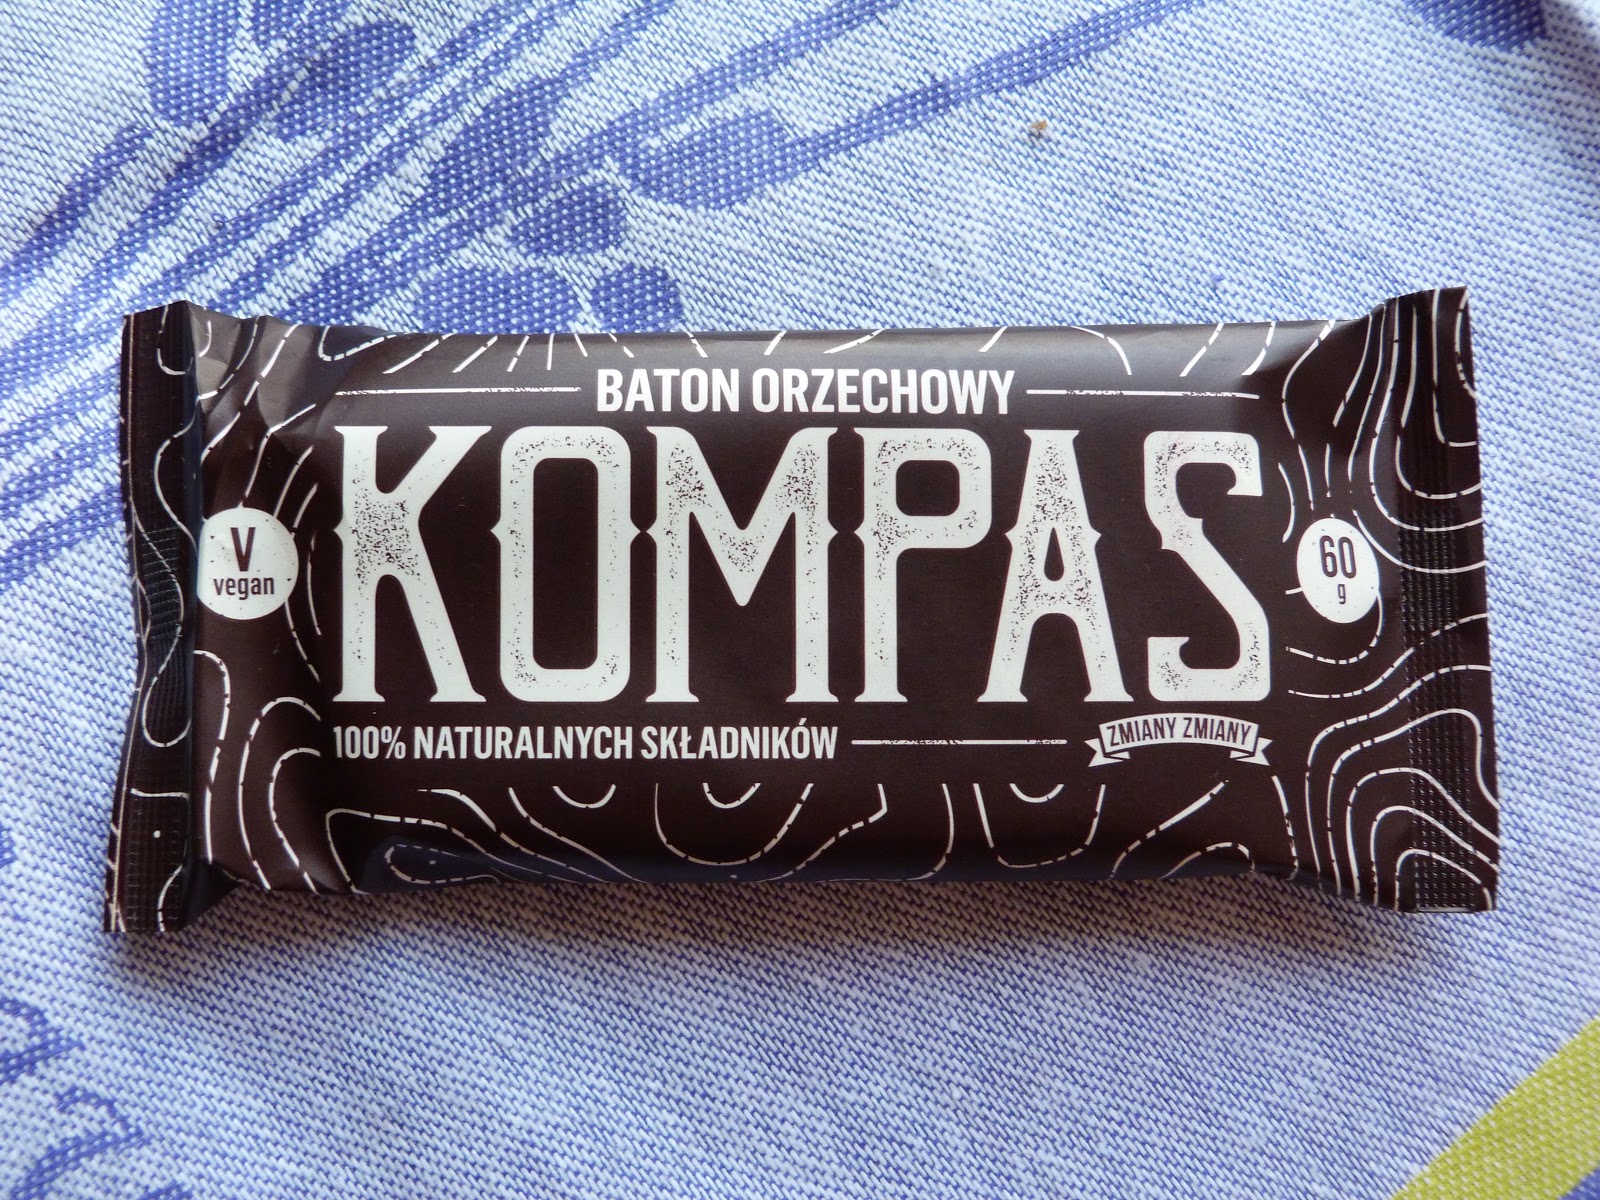 BATON ORZECHOWY
KOMPAS
V
vegan
60
g
100% NATURALNYCH SKŁADNIKÓW
ZMIANY ZMIANY